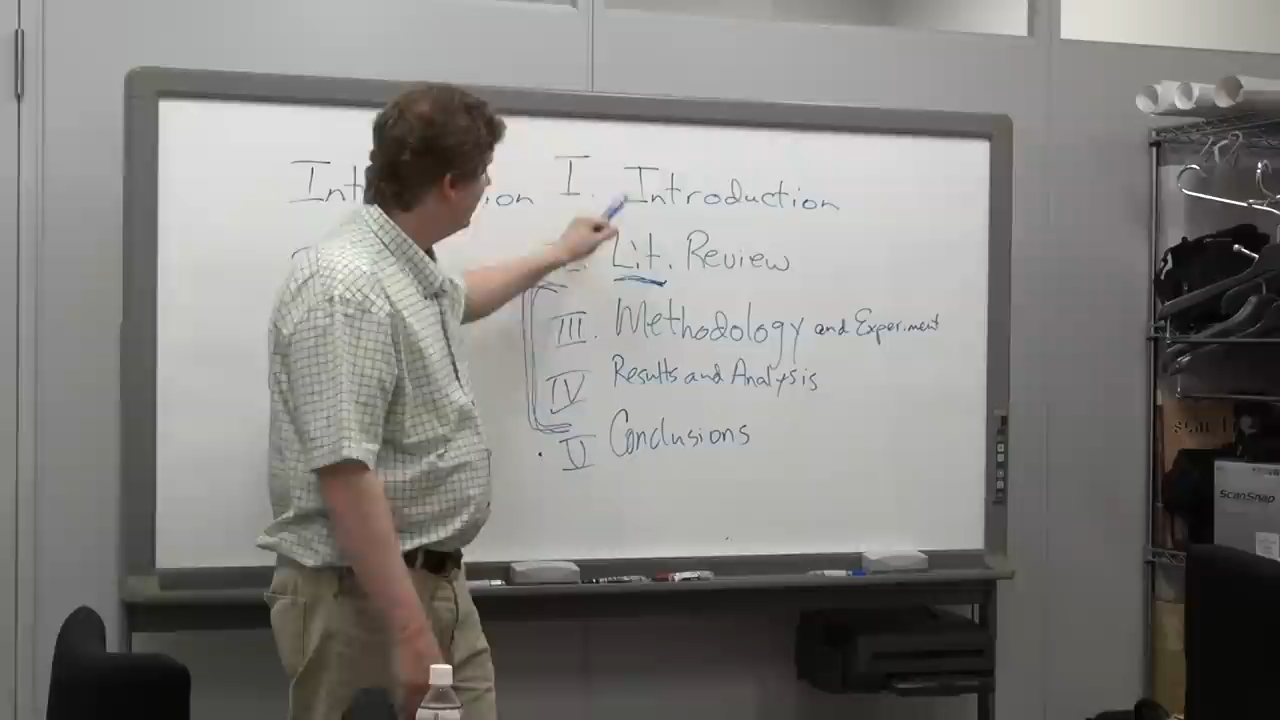 I. Introduction
Lit. Review
III. Methodology and Experiment
IV Results and Analysis
V Conclusions
ScanSnap